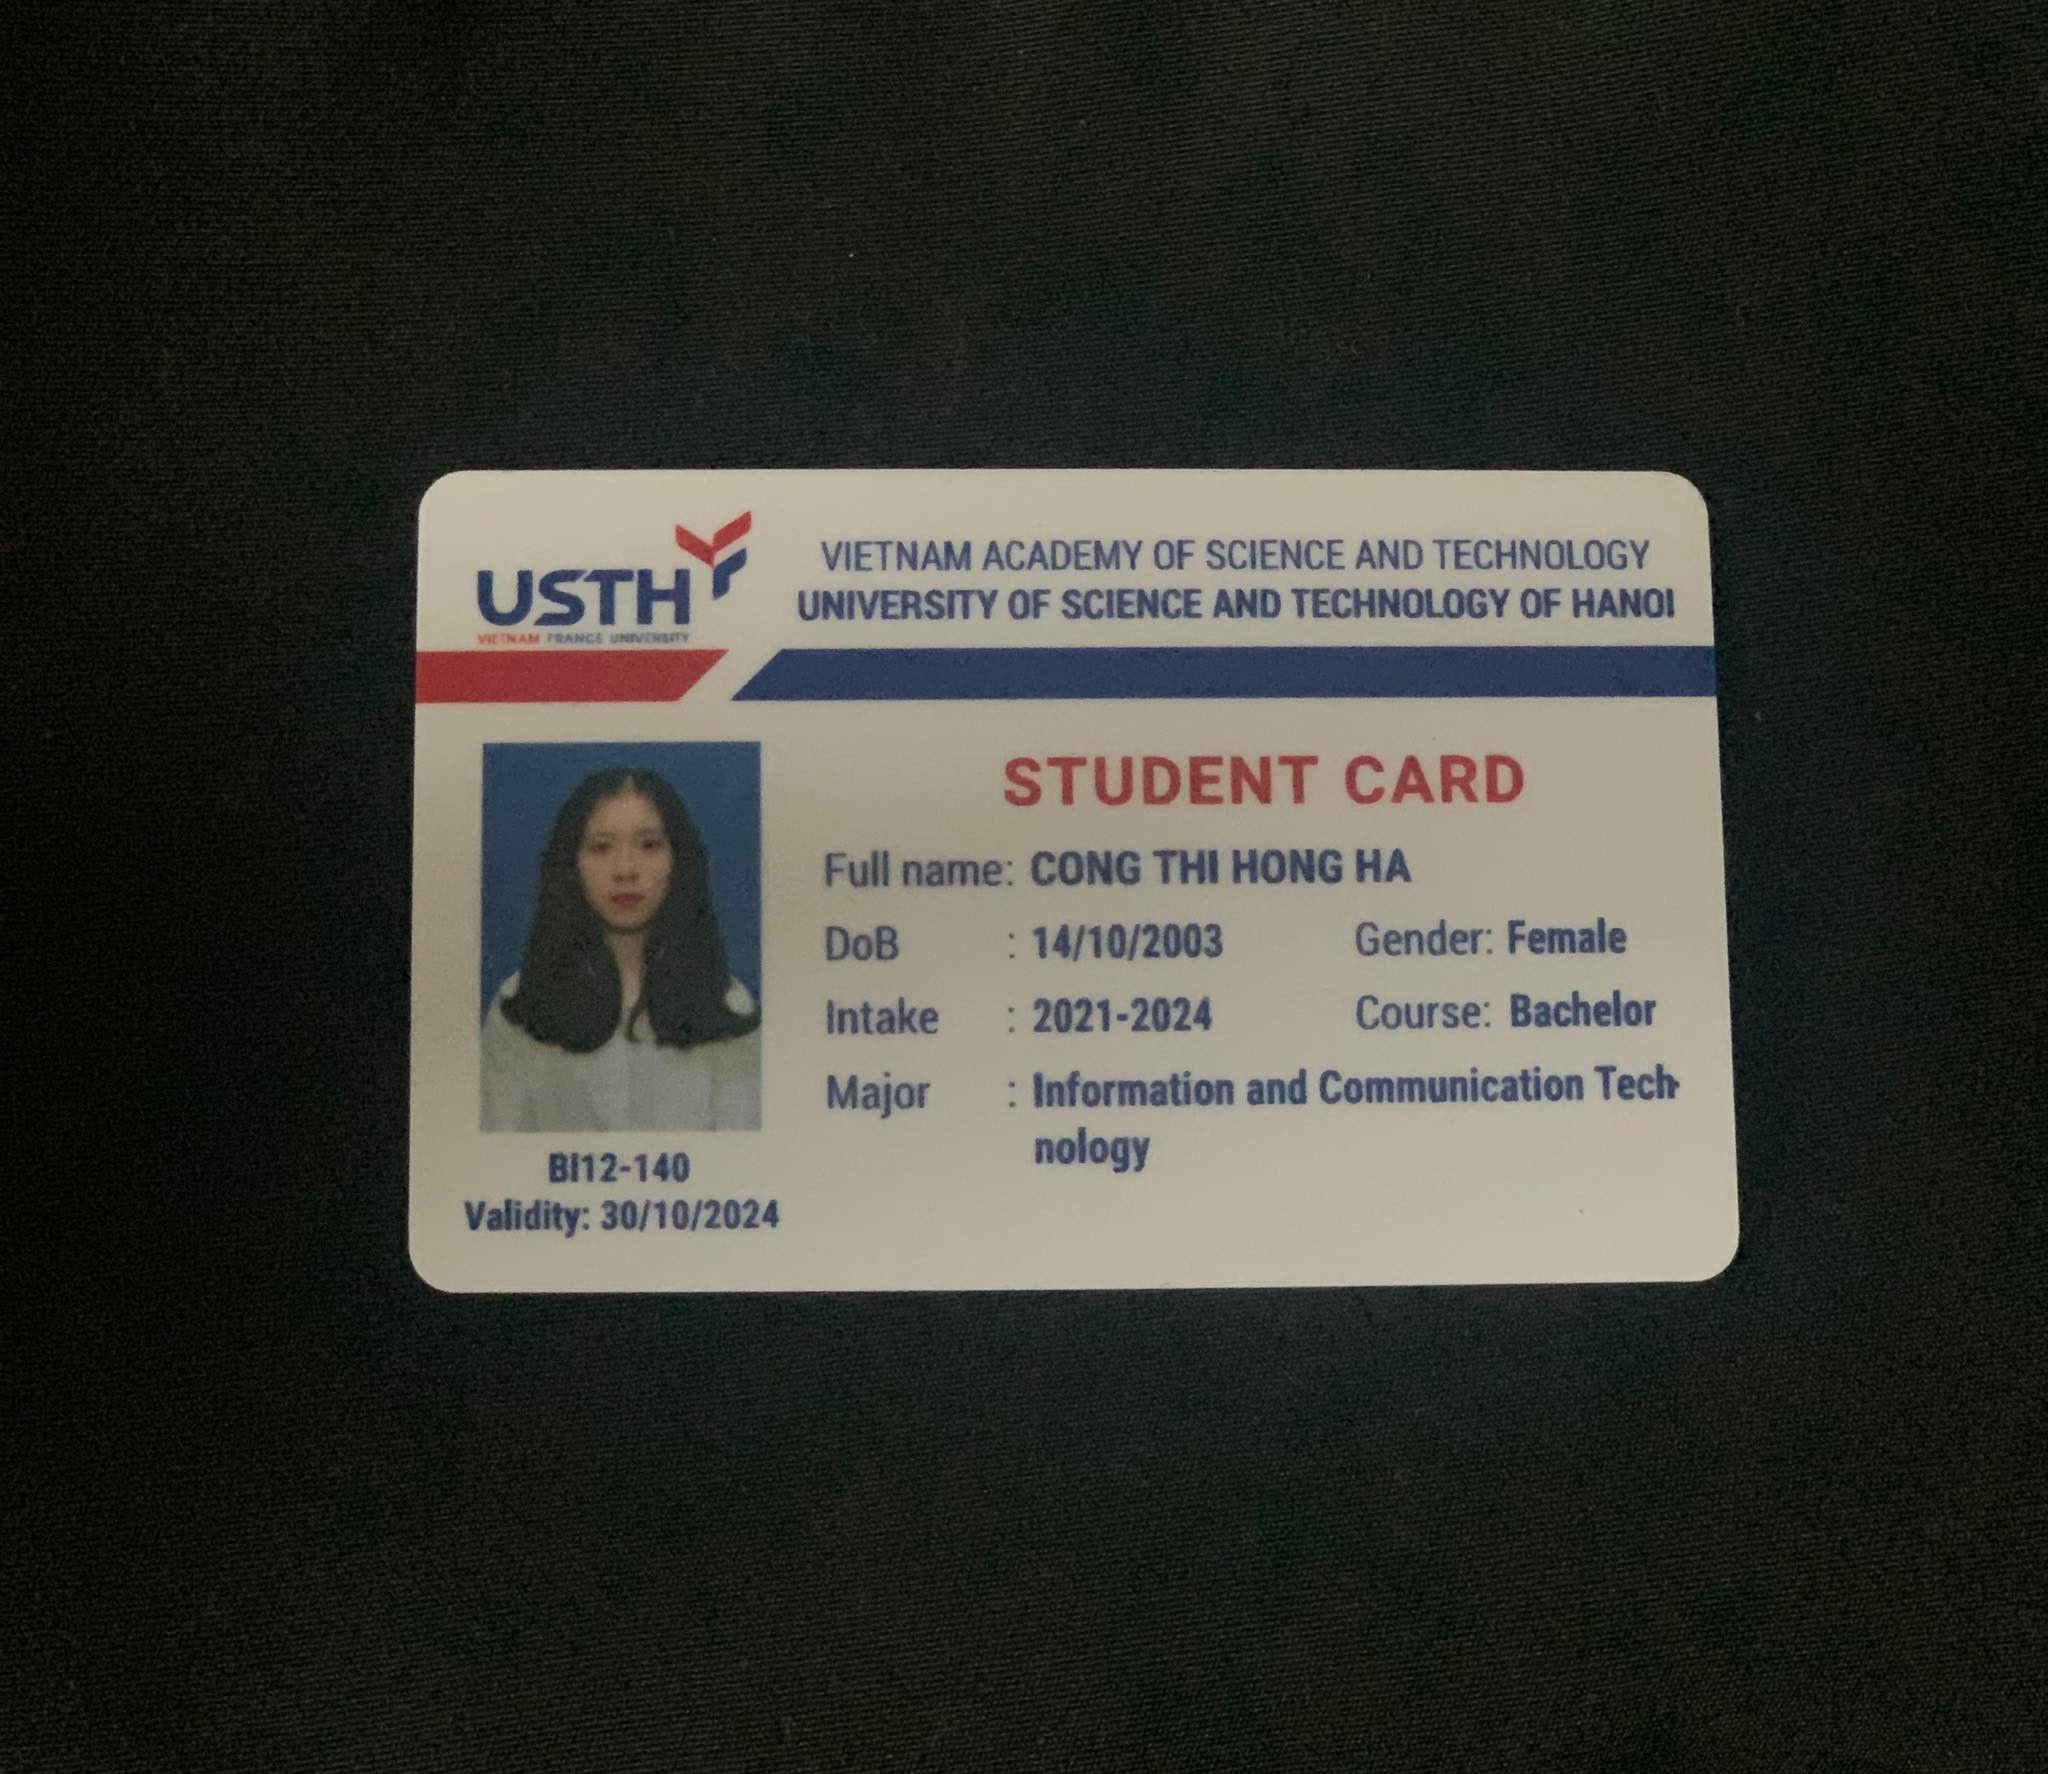 USTH
VIETNAM FRANCE UNIVERSITY
VIETNAM ACADEMY OF SCIENCE AND TECHNOLOGY
UNIVERSITY OF SCIENCE AND TECHNOLOGY OF HANOI
STUDENT CARD
Full name: CONG THI HONG HA
DoB : 14/10/2003 Gender: Female
Intake : 2021-2024 Course: Bachelor
Major : Information and Communication Tech-
nology
BI12-140
Validity: 30/10/2024